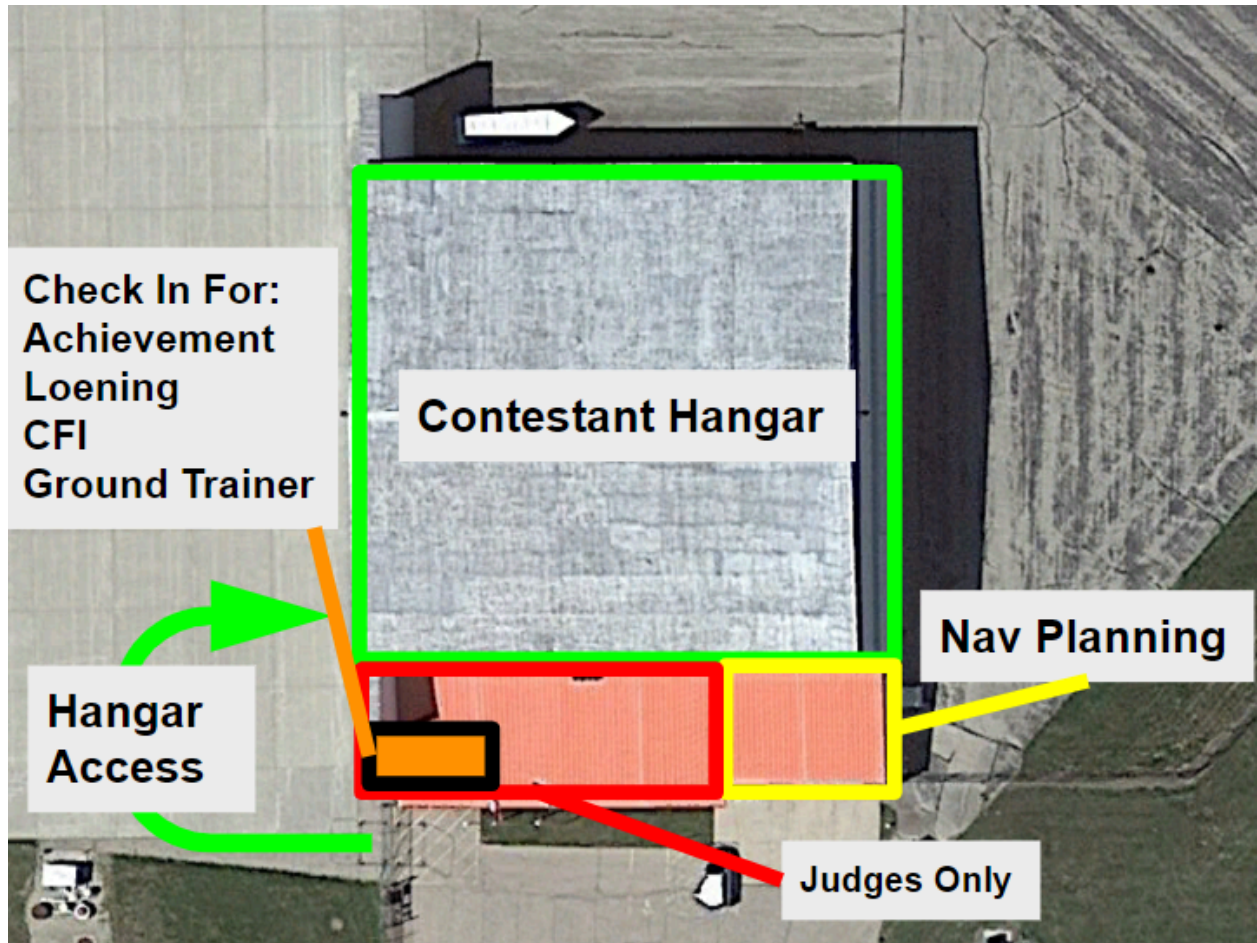 Check In For:
Achievement
Loening
CFI
Ground Trainer
Contestant Hangar
Nav Planning
Hangar
Access
Judges Only